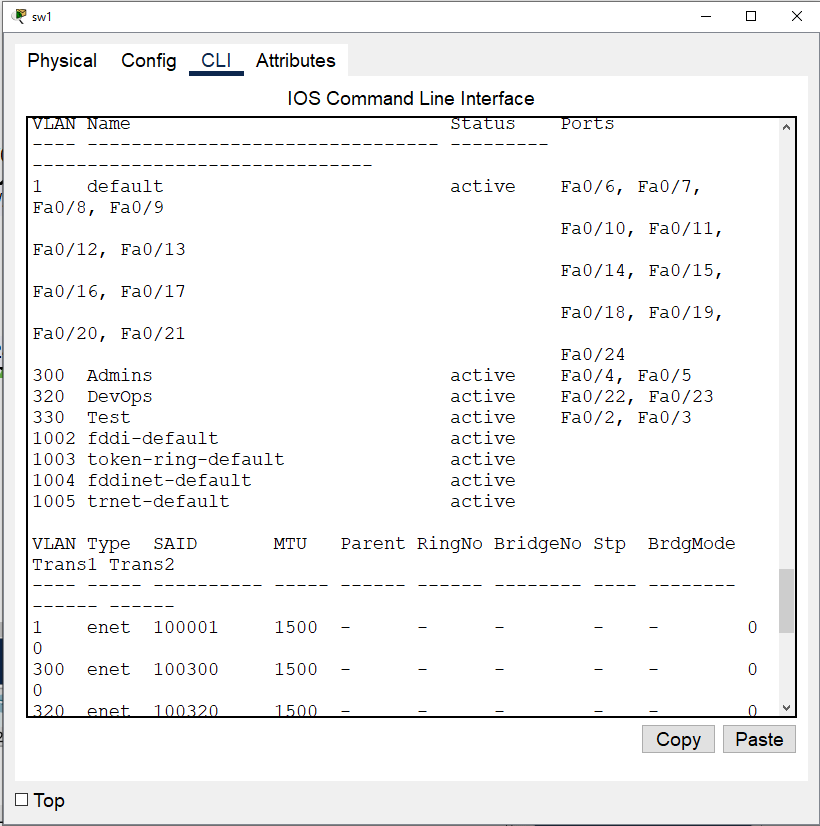 sw1
Physical Config CLI Attributes
IOS Command Line Interface
VLAN Name                             Status    Ports
---- -------------------------------- ---------
-------------------------------
1    default                          active    Fa0/6, Fa0/7,
Fa0/8, Fa0/9
                                                Fa0/10, Fa0/11,
Fa0/12, Fa0/13
                                                Fa0/14, Fa0/15,
Fa0/16, Fa0/17
                                                Fa0/18, Fa0/19,
Fa0/20, Fa0/21
                                                Fa0/24
300  Admins                           active    Fa0/4, Fa0/5
320  DevOps                           active    Fa0/22, Fa0/23
330  Test                             active    Fa0/2, Fa0/3
1002 fddi-default                     active
1003 token-ring-default               active
1004 fddinet-default                  active
1005 trnet-default                    active
VLAN Type  SAID       MTU   Parent RingNo BridgeNo Stp  BrdgMode
Trans1 Trans2
---- ----- ---------- ----- ------ ------ -------- ---- --------
------ ------
1    enet  100001     1500  -      -      -        -    -        0
0
300  enet  100300     1500  -      -      -        -    -        0
0
320  enet  100320     1500  -      -      -        -    -        0
Copy Paste
Top